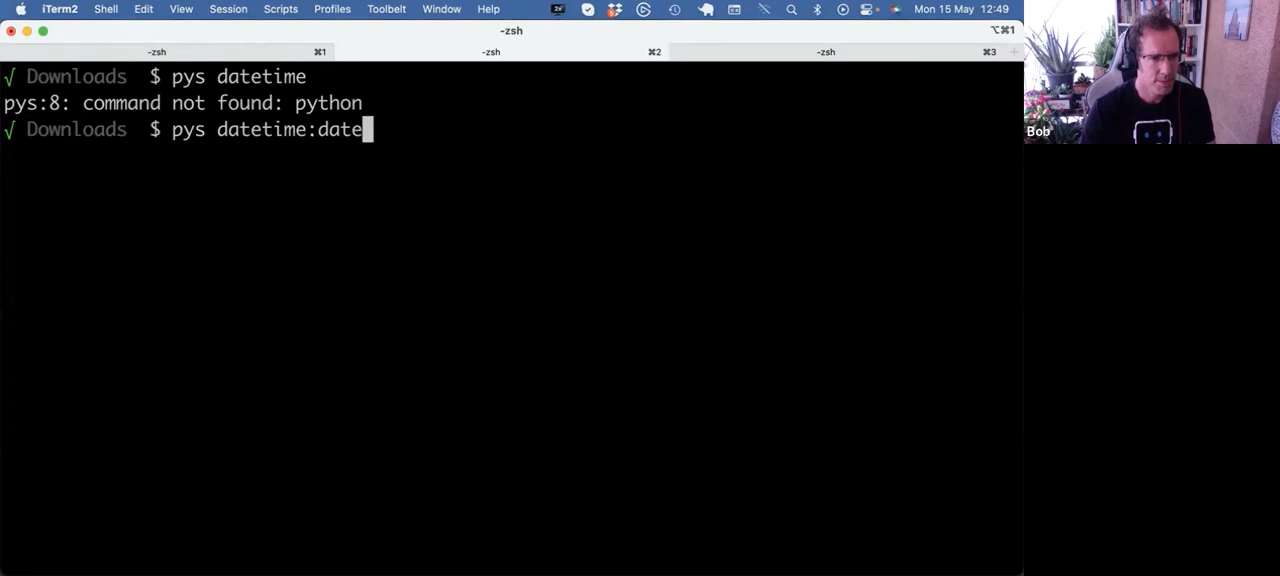 iTerm2 Shell Edit View Session Scripts Profiles Toolbelt Window Help Mon 15 May 12:49
-zsh ⌥⌘1
-zsh ⌘1 -zsh ⌘2 -zsh ⌘3
√ Downloads $ pys datetime
pys:8: command not found: python
√ Downloads $ pys datetime:date
Bob